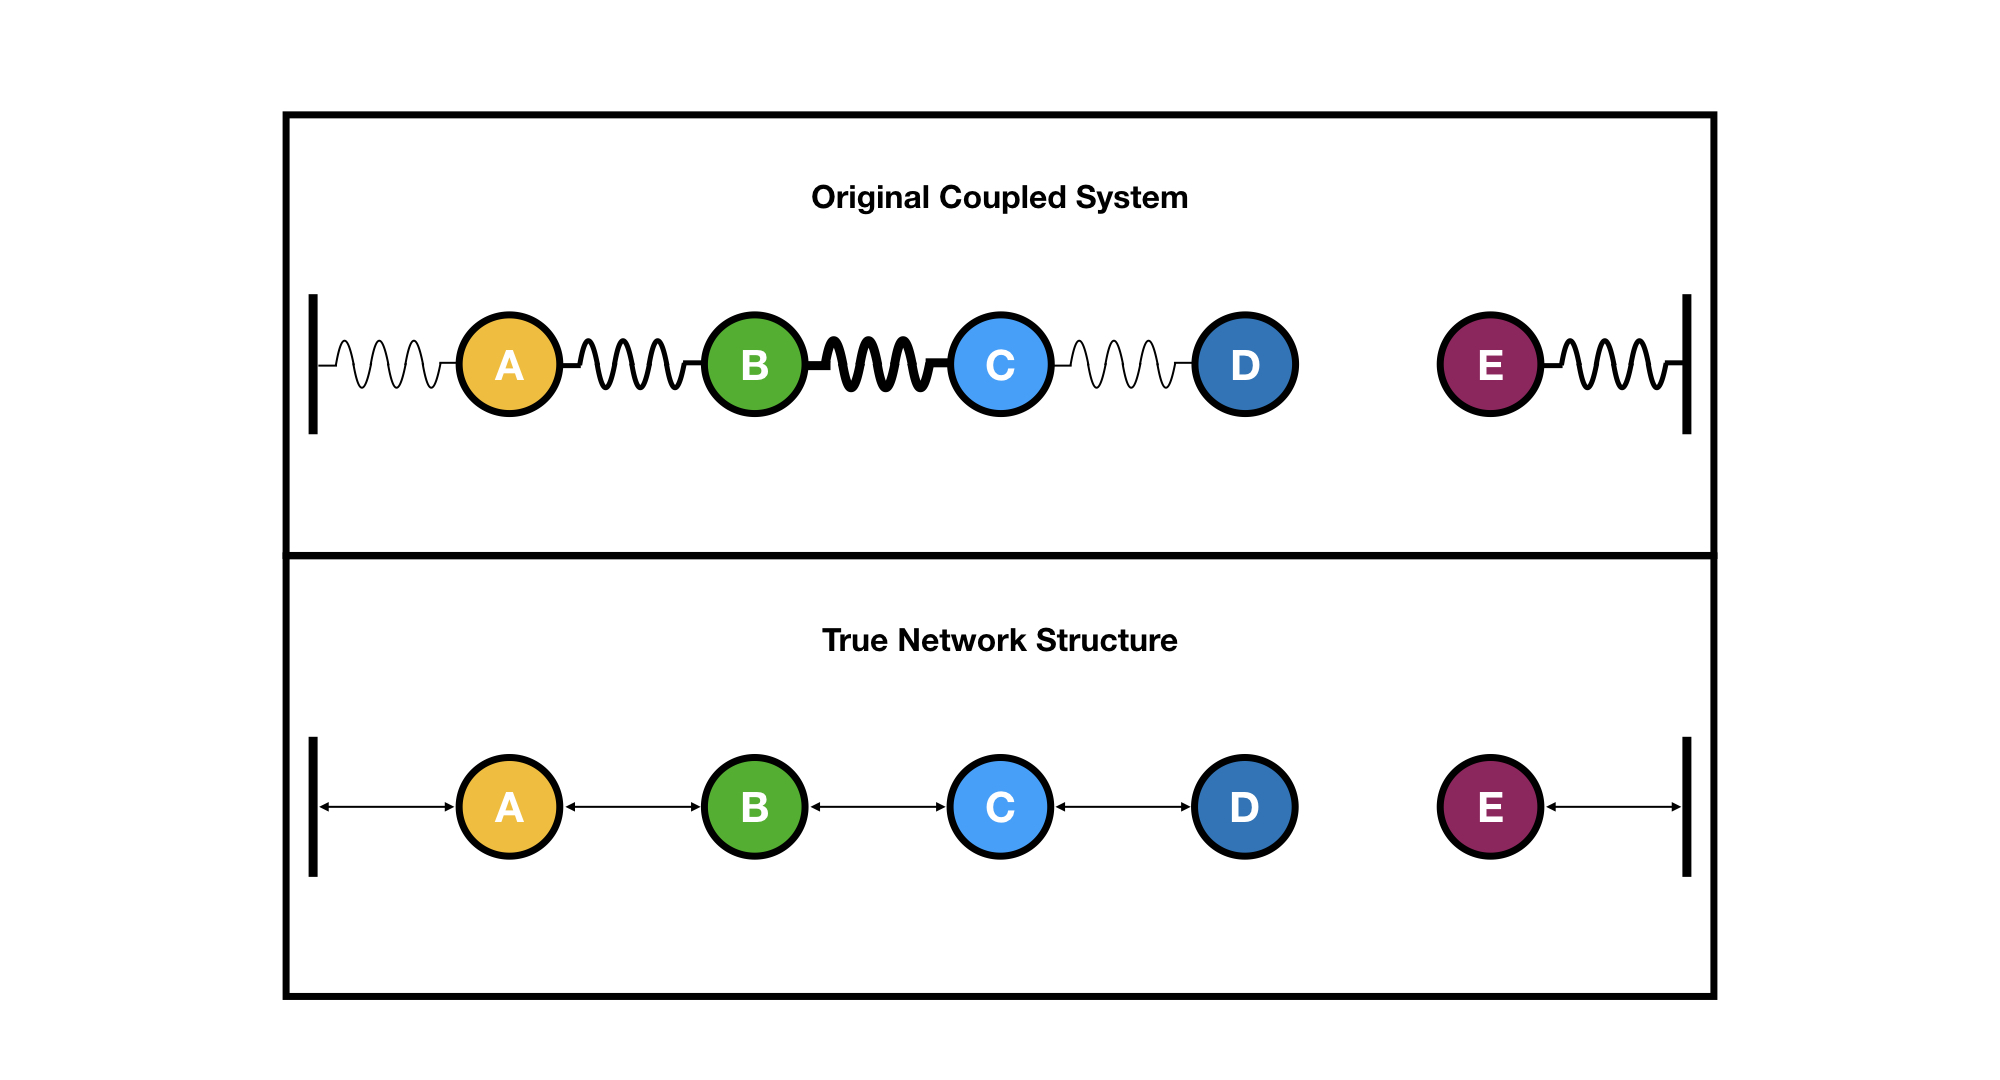 Original Coupled System
A B C D E
True Network Structure
A B C D E